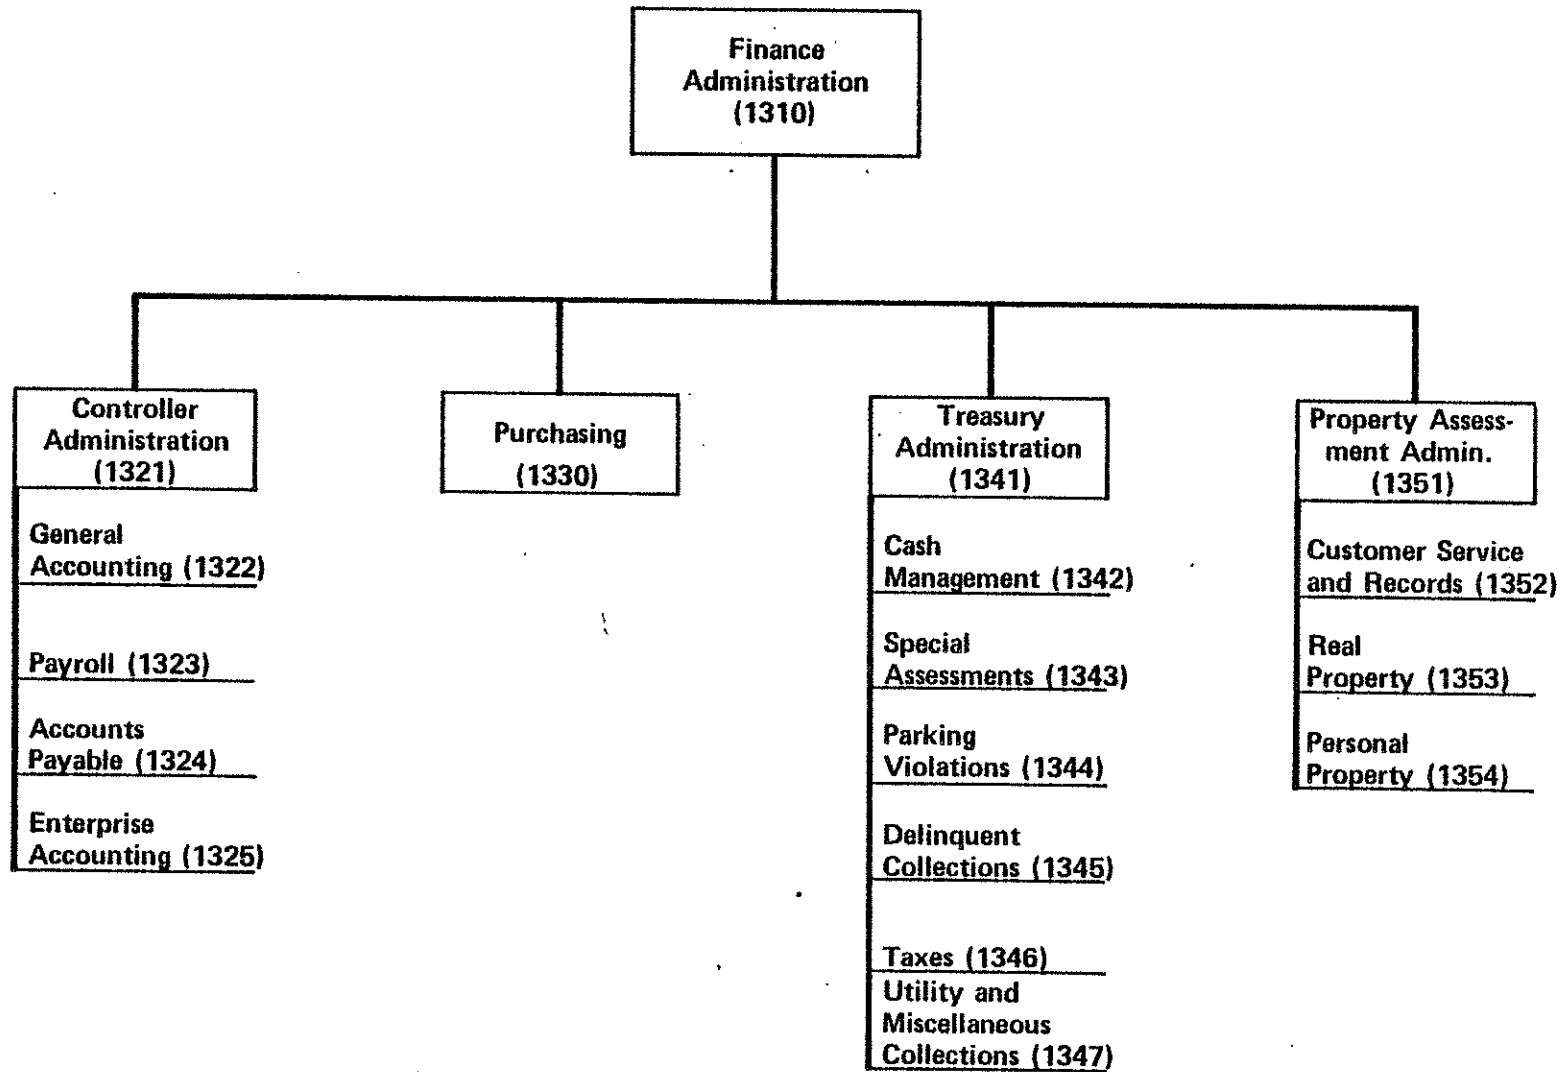 Finance
Administration
(1310)
Controller
Administration
(1321)
General
Accounting (1322)
Payroll (1323)
Accounts
Payable (1324)
Enterprise
Accounting (1325)
Purchasing
(1330)
Treasury
Administration
(1341)
Cash
Management (1342)
Special
Assessments (1343)
Parking
Violations (1344)
Delinquent
Collections (1345)
Taxes (1346)
Utility and
Miscellaneous
Collections (1347)
Property Assess-
ment Admin.
(1351)
Customer Service
and Records (1352)
Real
Property (1353)
Personal
Property (1354)